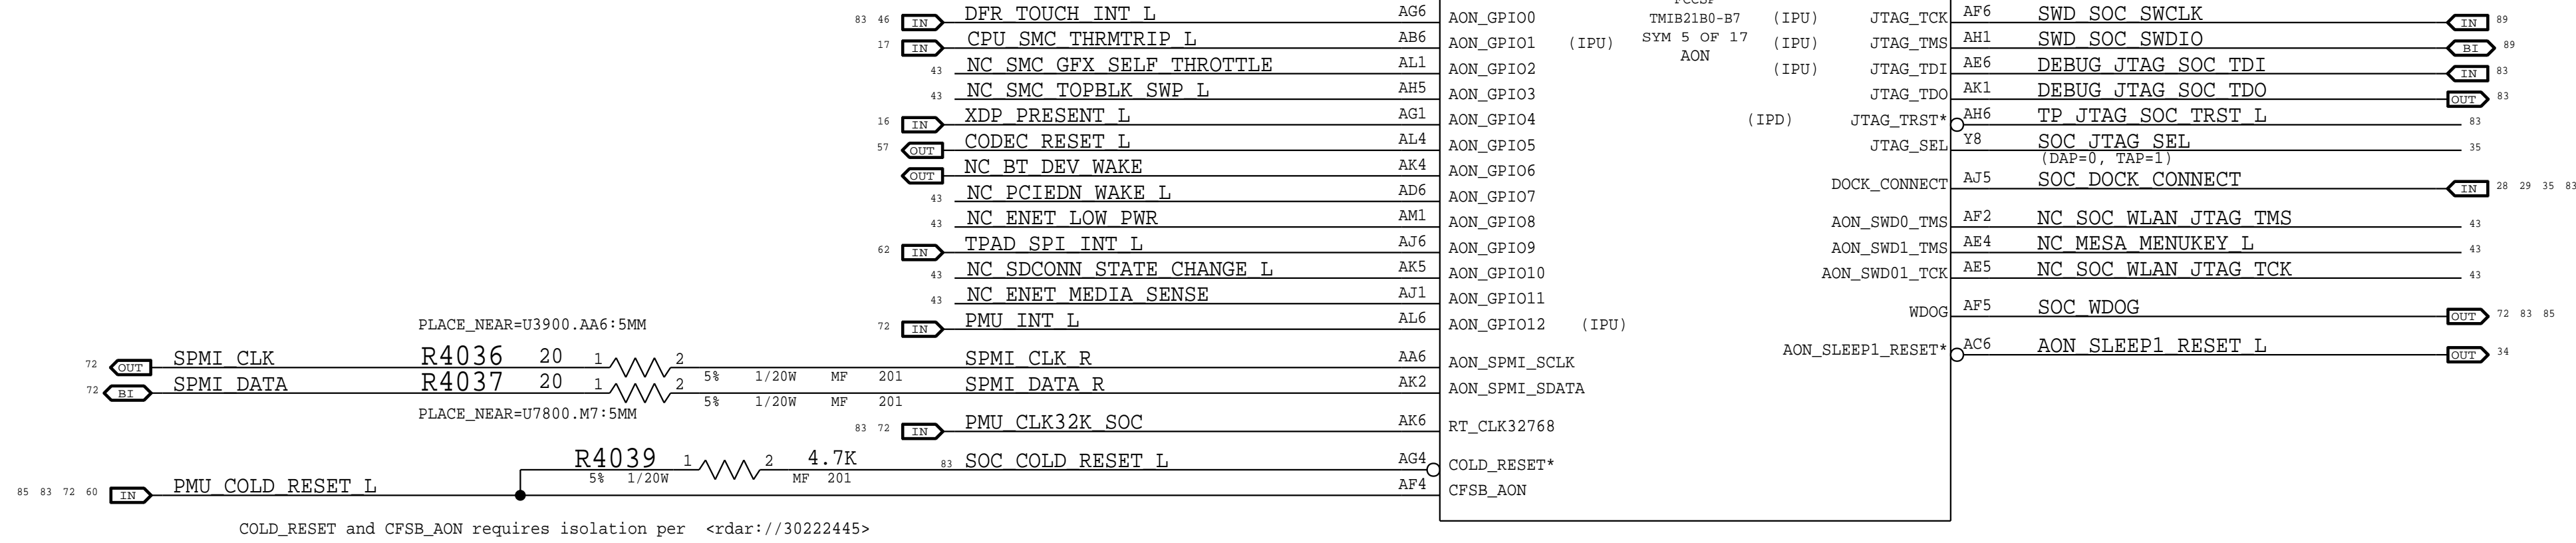 83 46 IN DFR_TOUCH_INT_L AG6 AON_GPIO0 TMIB21B0-B7 (IPU) JTAG_TCK AF6 SWD_SOC_SWCLK IN 89
17 IN CPU_SMC_THRMTRIP_L AB6 AON_GPIO1 (IPU) SYM 5 OF 17 (IPU) JTAG_TMS AH1 SWD_SOC_SWDIO BI 89
43 NC_SMC_GFX_SELF_THROTTLE AL1 AON_GPIO2 AON (IPU) JTAG_TDI AE6 DEBUG_JTAG_SOC_TDI IN 83
43 NC_SMC_TOPBLK_SWP_L AH5 AON_GPIO3 JTAG_TDO AK1 DEBUG_JTAG_SOC_TDO OUT 83
16 IN XDP_PRESENT_L AG1 AON_GPIO4 (IPD) JTAG_TRST* AH6 TP_JTAG_SOC_TRST_L 83
57 OUT CODEC_RESET_L AL4 AON_GPIO5 JTAG_SEL Y8 SOC_JTAG_SEL 35
(DAP=0, TAP=1)
OUT NC_BT_DEV_WAKE AK4 AON_GPIO6 DOCK_CONNECT AJ5 SOC_DOCK_CONNECT IN 28 29 35 83
43 NC_PCIEDN_WAKE_L AD6 AON_GPIO7
43 NC_ENET_LOW_PWR AM1 AON_GPIO8 AON_SWD0_TMS AF2 NC_SOC_WLAN_JTAG_TMS 43
62 IN TPAD_SPI_INT_L AJ6 AON_GPIO9 AON_SWD1_TMS AE4 NC_MESA_MENUKEY_L 43
43 NC_SDCONN_STATE_CHANGE_L AK5 AON_GPIO10 AON_SWD01_TCK AE5 NC_SOC_WLAN_JTAG_TCK 43
43 NC_ENET_MEDIA_SENSE AJ1 AON_GPIO11 WDOG AF5 SOC_WDOG OUT 72 83 85
PLACE_NEAR=U3900.AA6:5MM
72 IN PMU_INT_L AL6 AON_GPIO12 (IPU)
72 OUT SPMI_CLK R4036 20 1 2 SPMI_CLK_R AA6 AON_SPMI_SCLK AON_SLEEP1_RESET* AC6 AON_SLEEP1_RESET_L OUT 34
5% 1/20W MF 201
72 BI SPMI_DATA R4037 20 1 2 SPMI_DATA_R AK2 AON_SPMI_SDATA
5% 1/20W MF 201
PLACE_NEAR=U7800.M7:5MM
83 72 IN PMU_CLK32K_SOC AK6 RT_CLK32768
R4039 1 2 4.7K 83 SOC_COLD_RESET_L AG4 COLD_RESET*
5% 1/20W MF 201
85 83 72 60 IN PMU_COLD_RESET_L AF4 CFSB_AON
COLD_RESET and CFSB_AON requires isolation per <rdar://30222445>